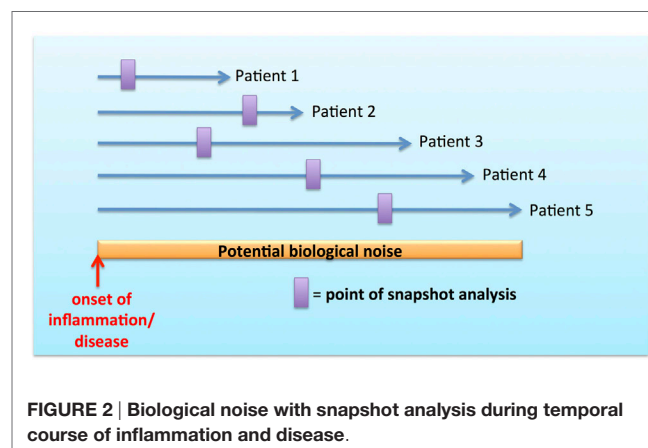 Patient 1
Patient 2
Patient 3
Patient 4
Patient 5
Potential biological noise
onset of
inflammation/
disease
= point of snapshot analysis
FIGURE 2 | Biological noise with snapshot analysis during temporal
course of inflammation and disease.